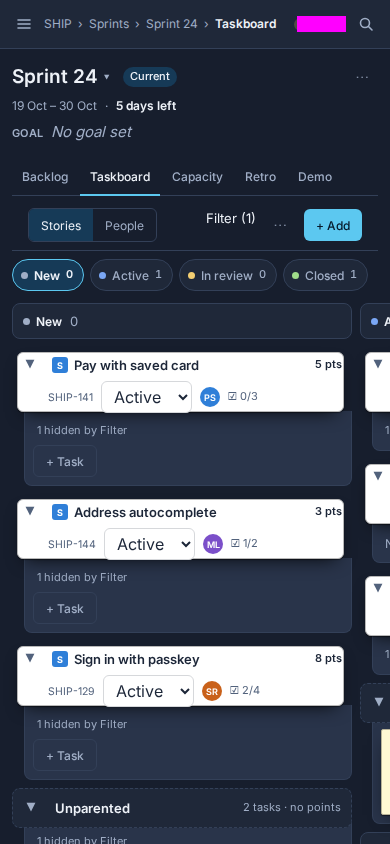 SHIP › Sprints › Sprint 24 › Taskboard
Sprint 24 ▾ Current ...
19 Oct – 30 Oct · 5 days left
GOAL No goal set
Backlog Taskboard Capacity Retro Demo
Stories People Filter (1) ... + Add
New 0 Active 1 In review 0 Closed 1
New 0 A
▼ S Pay with saved card 5 pts
SHIP-141 Active PS ☑ 0/3
1 hidden by Filter
+ Task
▼ S Address autocomplete 3 pts
SHIP-144 Active ML ☑ 1/2
1 hidden by Filter
+ Task
▼ S Sign in with passkey 8 pts
SHIP-129 Active SR ☑ 2/4
1 hidden by Filter
+ Task
▼ Unparented 2 tasks · no points
1 hidden by Filter